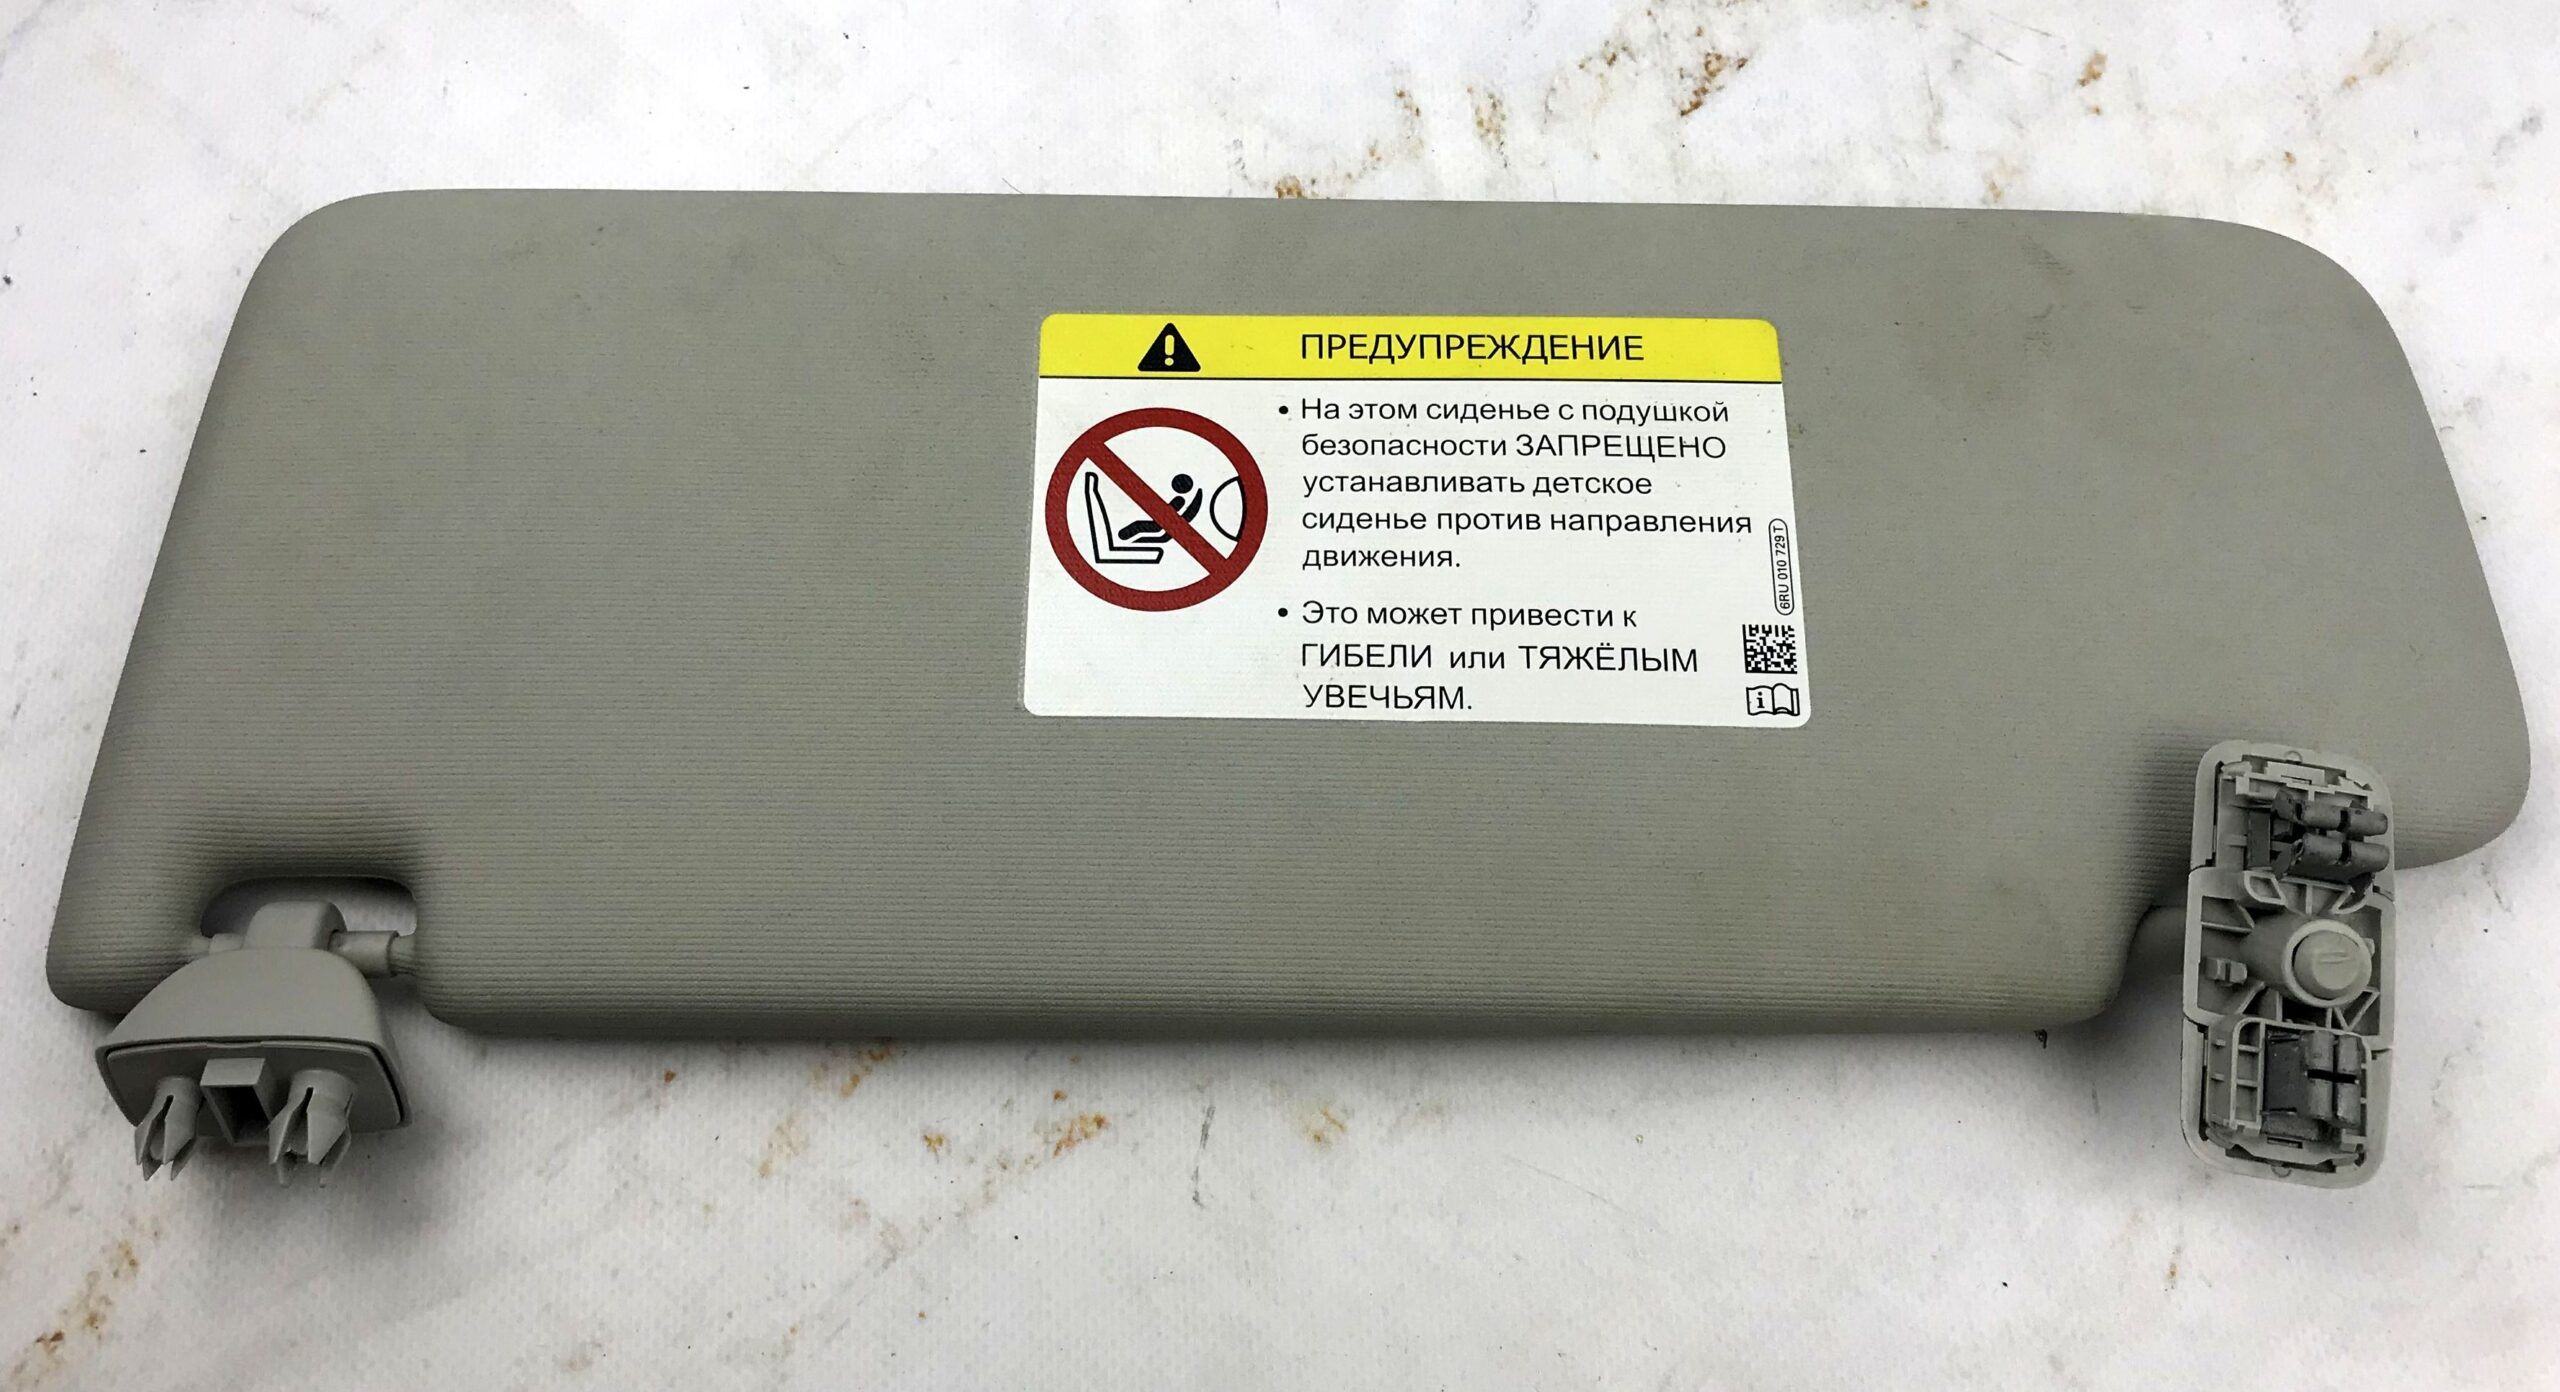 ПРЕДУПРЕЖДЕНИЕ
• На этом сиденье с подушкой
безопасности ЗАПРЕЩЕНО
устанавливать детское
сиденье против направления
движения.
• Это может привести к
ГИБЕЛИ или ТЯЖЁЛЫМ
УВЕЧЬЯМ.
6RU 010 729 T
i